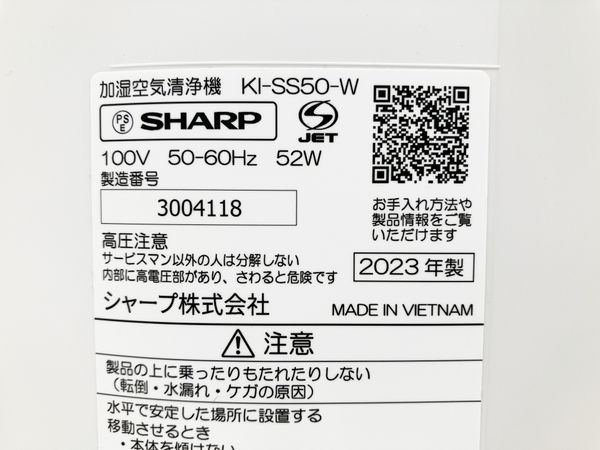 加湿空気清浄機 KI-SS50-W
PS
E
SHARP
JET
100V 50-60Hz 52W
製造番号
3004118
お手入れ方法や
製品情報をご覧
いただけます
高圧注意
サービスマン以外の人は分解しない
内部に高電圧部があり、さわると危険です
2023年製
シャープ株式会社
MADE IN VIETNAM
注意
製品の上に乗ったりもたれたりしない
(転倒・水漏れ・ケガの原因)
水平で安定した場所に設置する
移動させるとき
・本体を傾けない